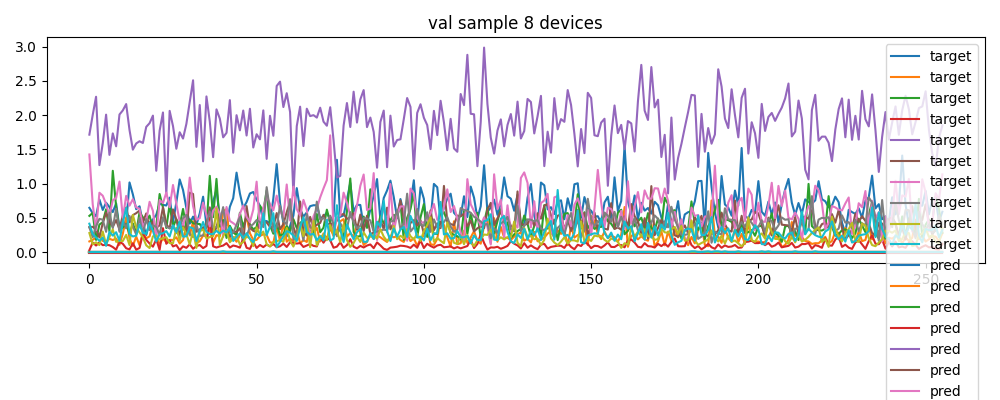 val sample 8 devices
3.0
2.5
2.0
1.5
1.0
0.5
0.0
0
50
100
150
200
250
target
target
target
target
target
target
target
target
target
target
pred
pred
pred
pred
pred
pred
pred